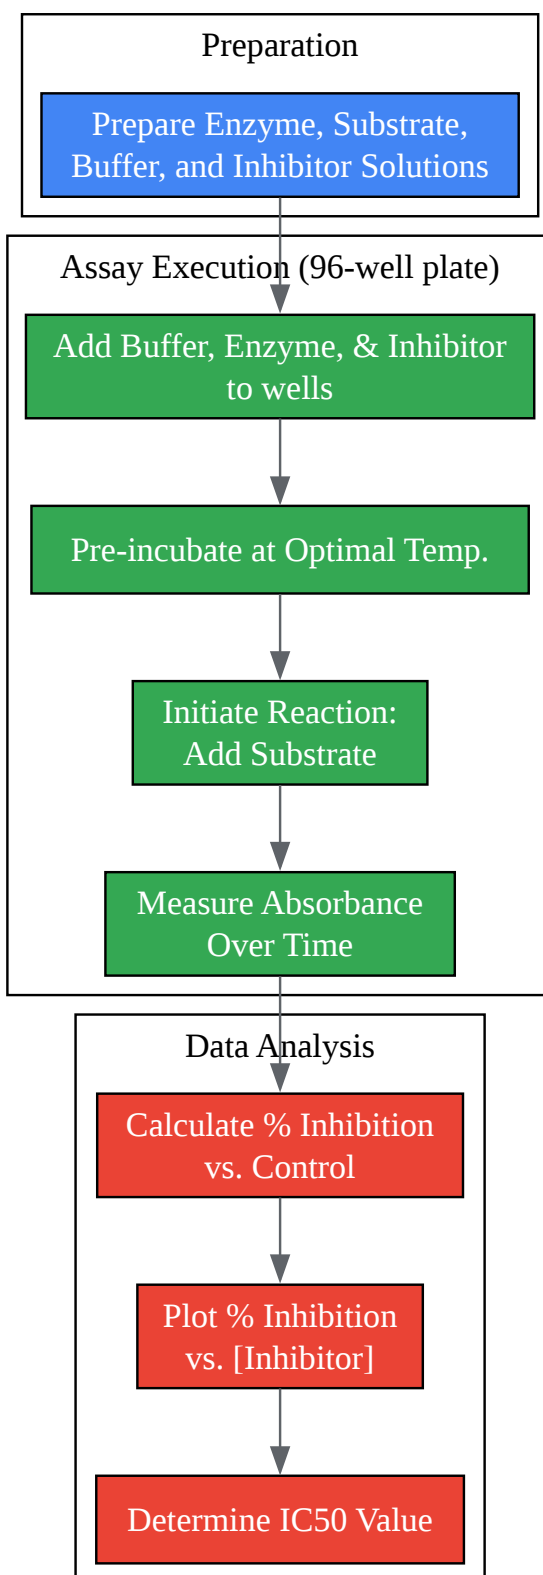 Preparation
Prepare Enzyme, Substrate,
Buffer, and Inhibitor Solutions
Assay Execution (96-well plate)
Add Buffer, Enzyme, & Inhibitor
to wells
Pre-incubate at Optimal Temp.
Initiate Reaction:
Add Substrate
Measure Absorbance
Over Time
Data Analysis
Calculate % Inhibition
vs. Control
Plot % Inhibition
vs. [Inhibitor]
Determine IC50 Value